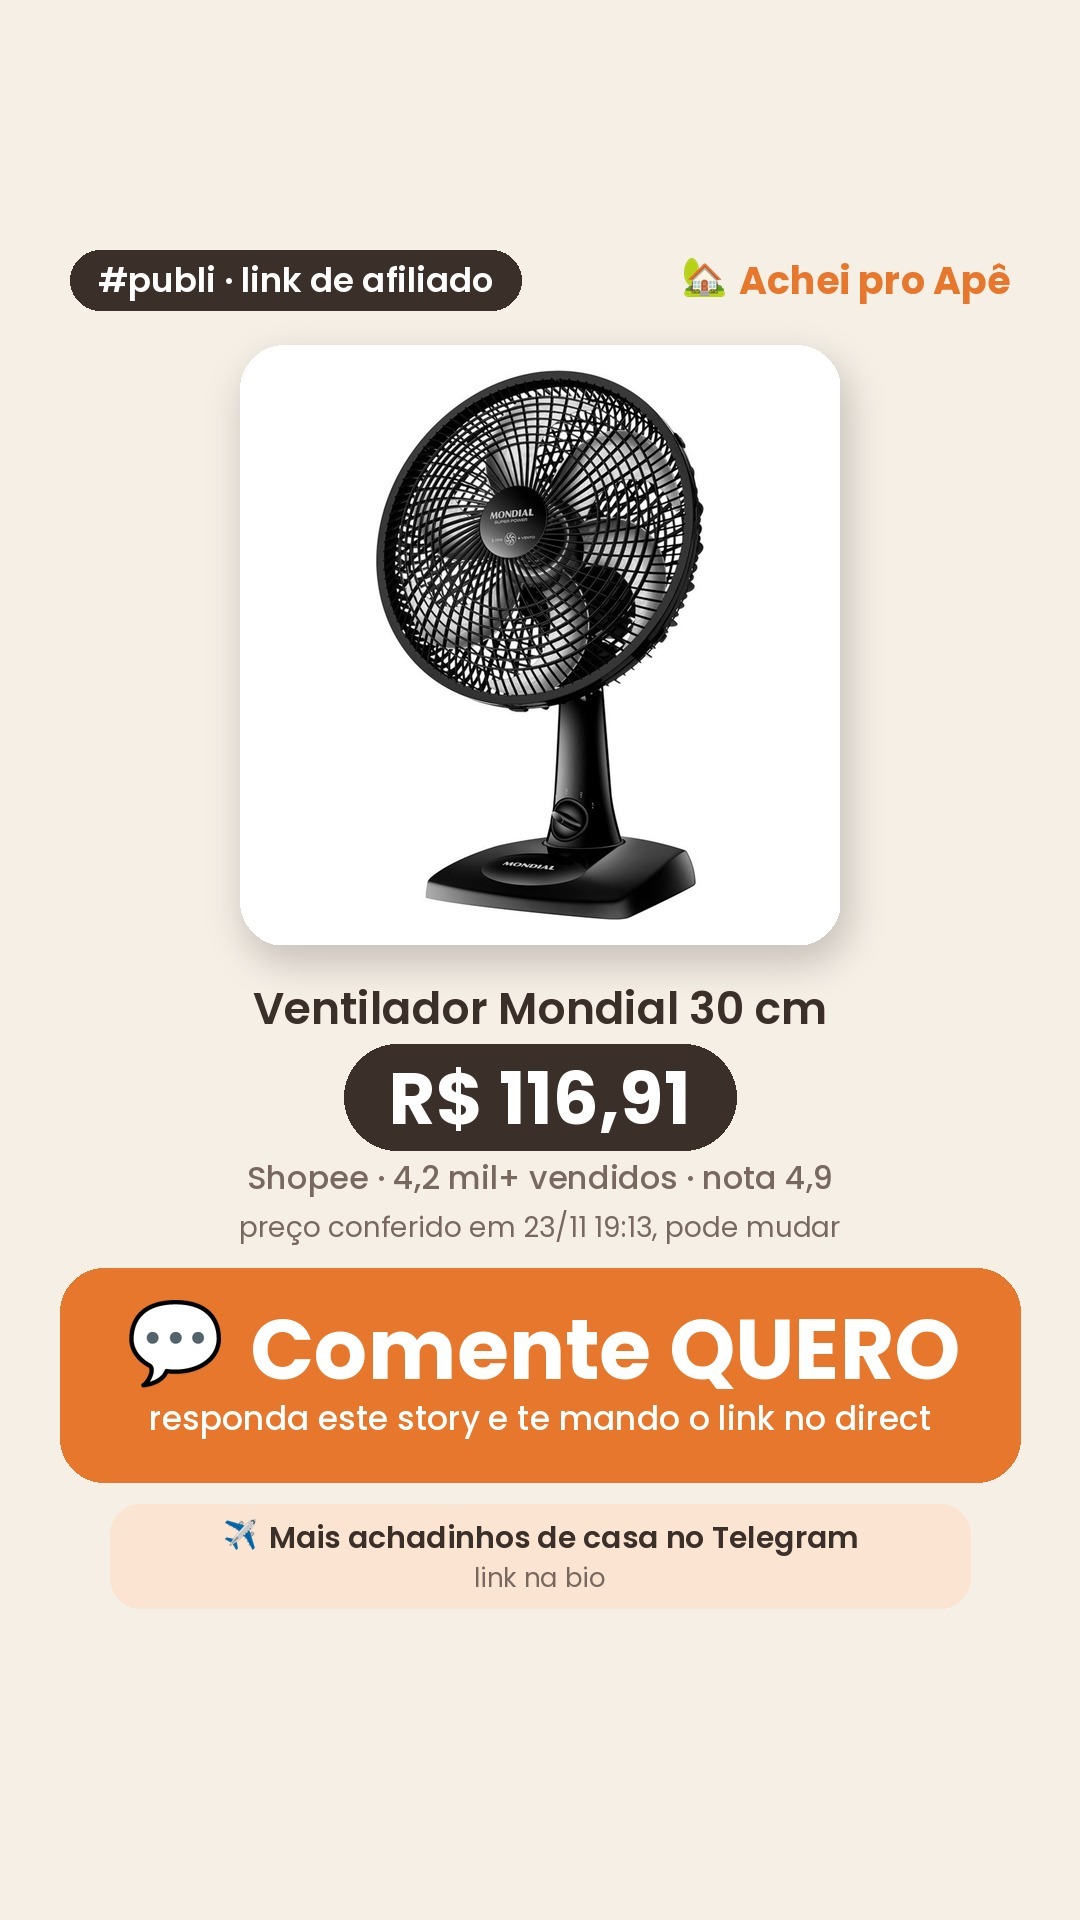 #publi · link de afiliado
🏡 Achei pro Apê
MONDIAL
SUPER POWER
MONDIAL
Ventilador Mondial 30 cm
R$ 116,91
Shopee · 4,2 mil+ vendidos · nota 4,9
preço conferido em 23/11 19:13, pode mudar
💬 Comente QUERO
responda este story e te mando o link no direct
✈️ Mais achadinhos de casa no Telegram
link na bio